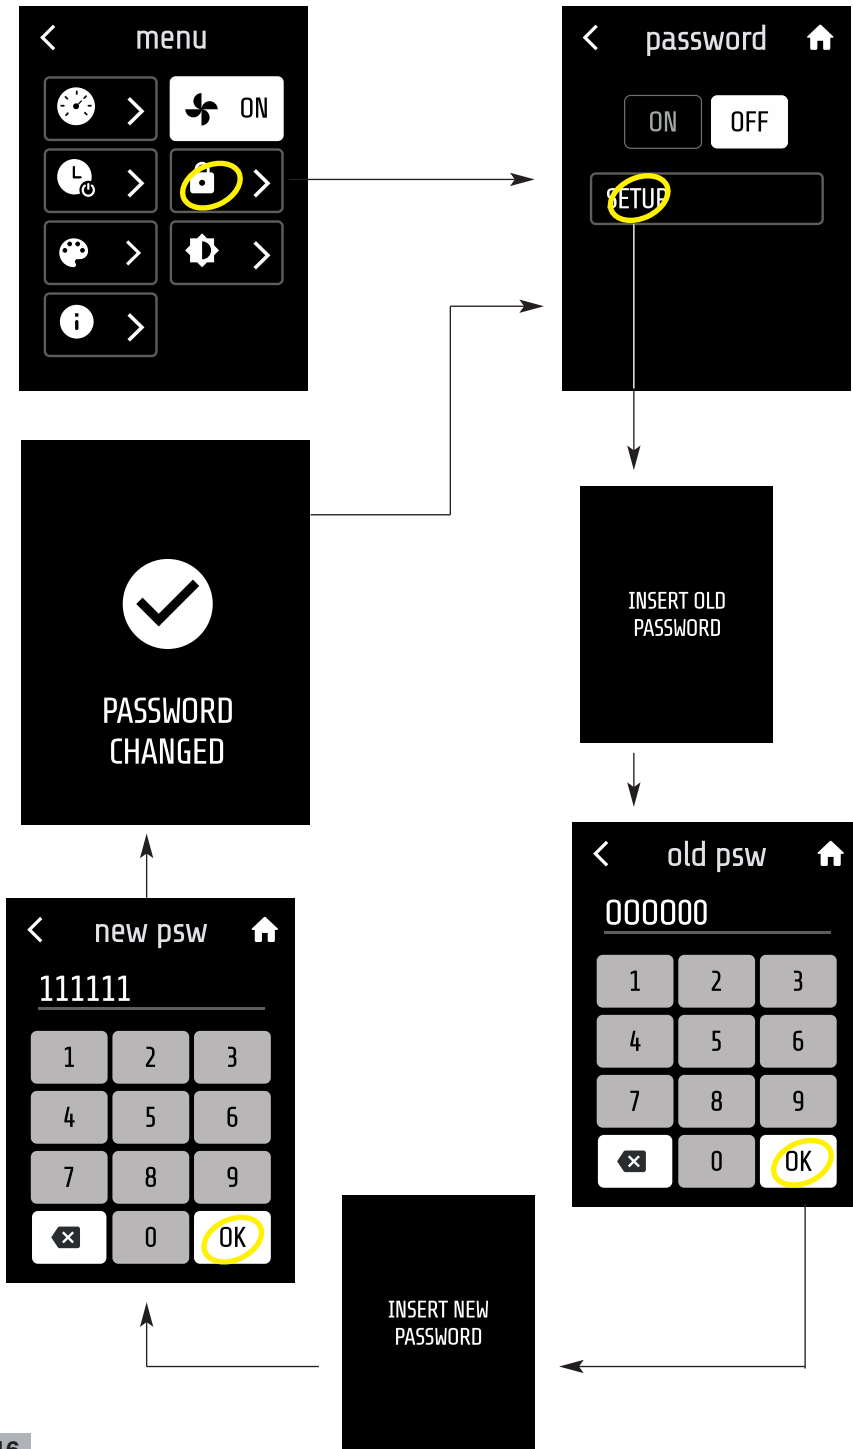 menu
ON
password
ON
OFF
SETUP
INSERT OLD
PASSWORD
old psw
000000
1 2 3
4 5 6
7 8 9
0 OK
INSERT NEW
PASSWORD
new psw
111111
1 2 3
4 5 6
7 8 9
0 OK
PASSWORD
CHANGED